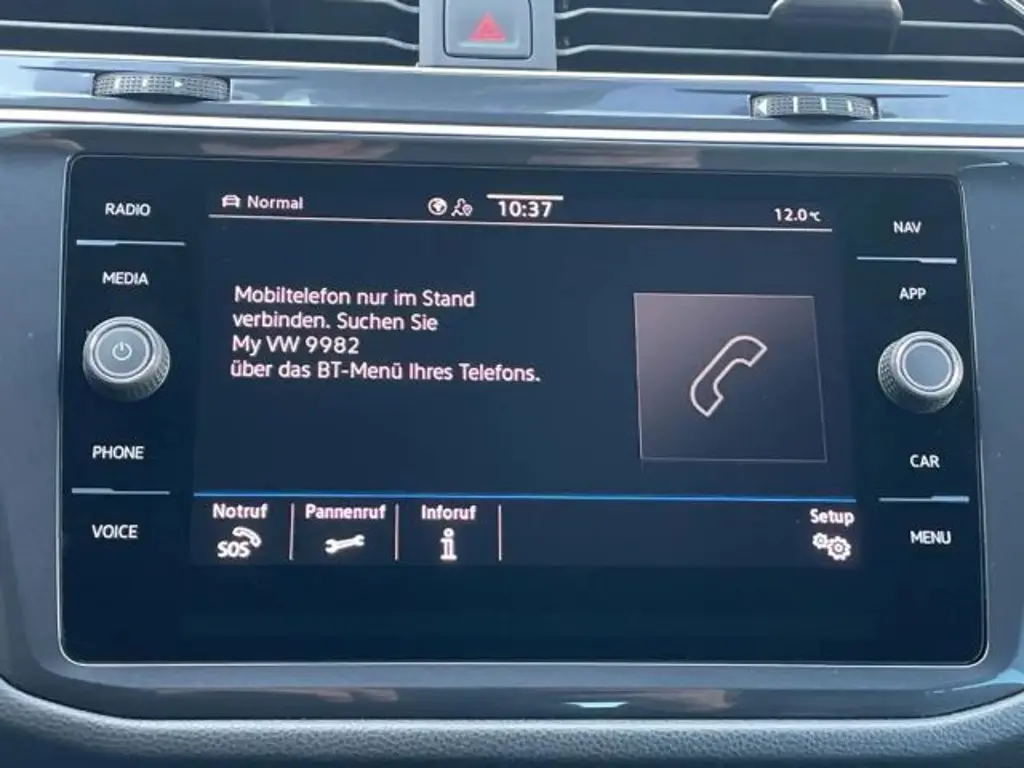 RADIO
MEDIA
PHONE
VOICE
Normal
10:37
12.0°C
Mobiltelefon nur im Stand
verbinden. Suchen Sie
My VW 9982
über das BT-Menü Ihres Telefons.
Notruf
SOS
Pannenruf
Inforuf
i
Setup
NAV
APP
CAR
MENU